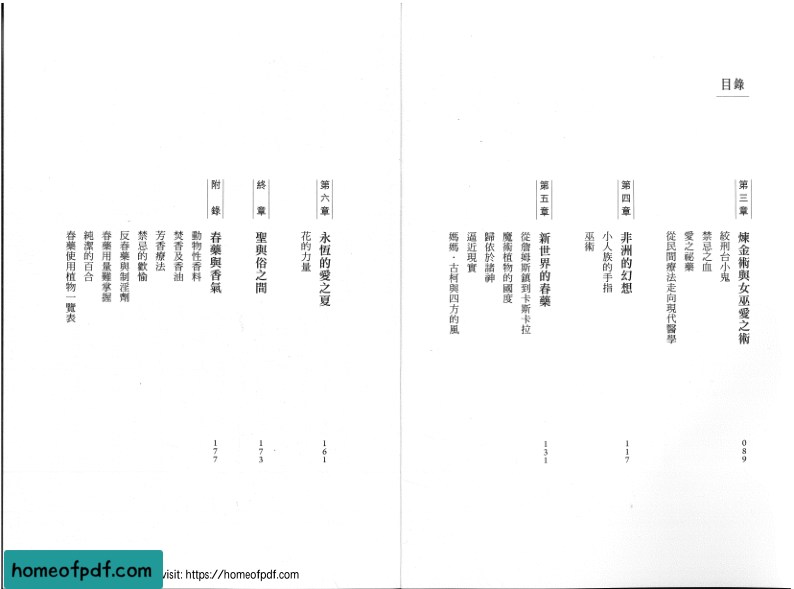 目錄
第三章
煉金術與女巫愛之術
089
絞刑台小鬼
禁忌之血
愛之祕藥
從民間療法走向現代醫學
第四章
非洲的幻想
117
小人族的手指
巫術
第五章
新世界的春藥
131
從詹姆斯鎮到卡斯卡拉
魔術植物的國度
歸依於諸神
逼近現實
媽媽·古柯與四方的風
第六章
永恆的愛之夏
161
花的力量
終章
聖與俗之間
173
附錄
春藥與香氣
177
動物性香料
焚香及香油
芳香療法
禁忌的歡愉
反春藥與制淫劑
春藥用量難掌握
純潔的百合
春藥使用植物一覽表
homeofpdf.com
visit: https://homeofpdf.com